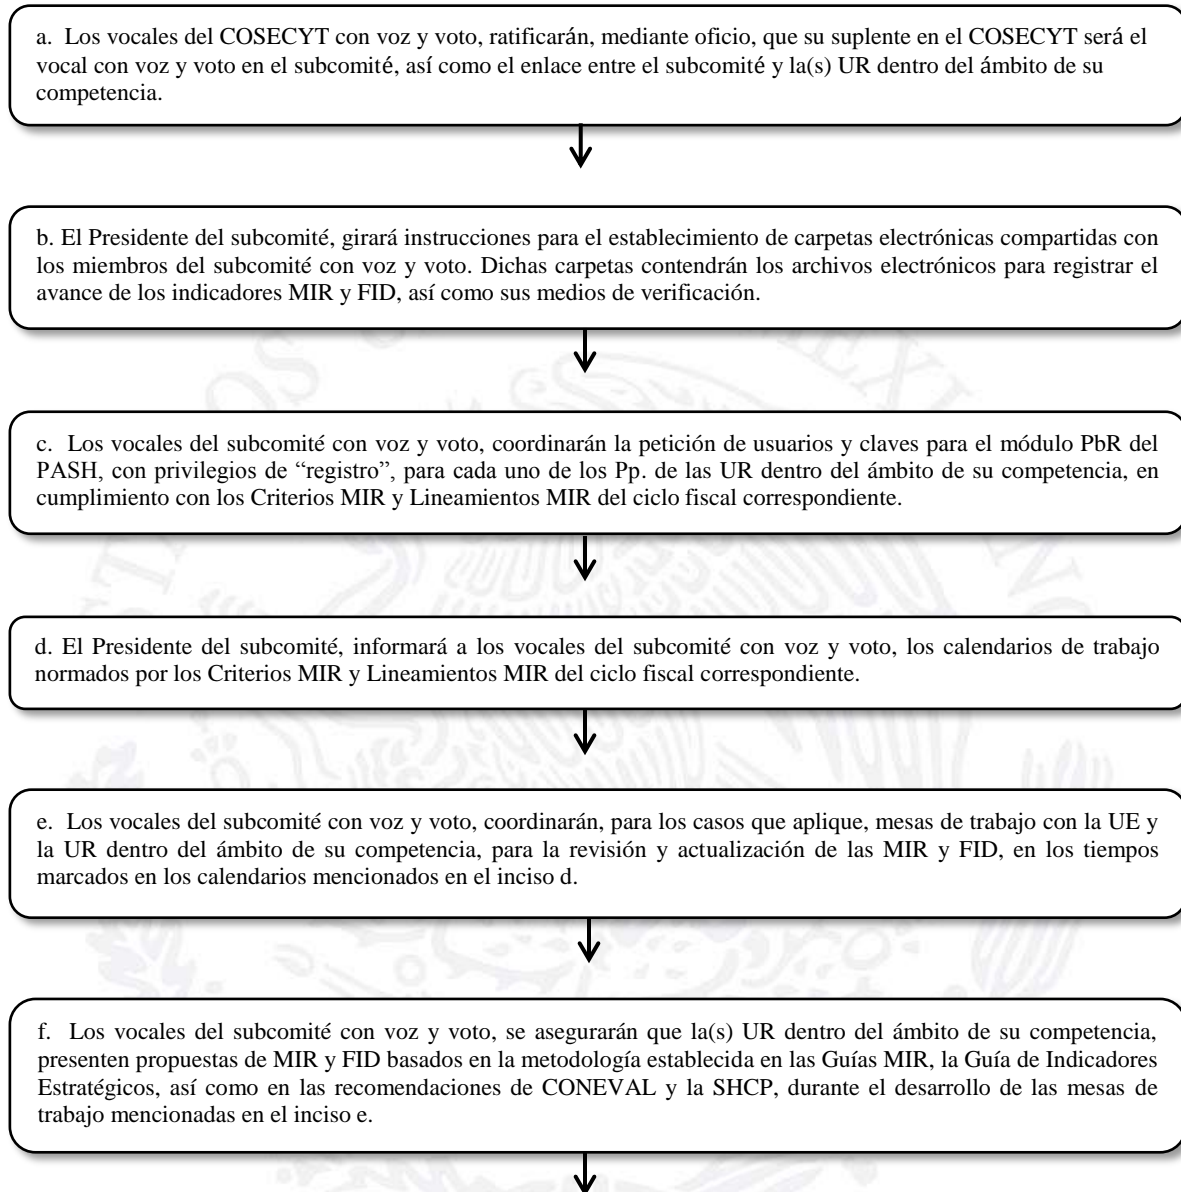 a. Los vocales del COSECYT con voz y voto, ratificarán, mediante oficio, que su suplente en el COSECYT será el
vocal con voz y voto en el subcomité, así como el enlace entre el subcomité y la(s) UR dentro del ámbito de su
competencia.
b. El Presidente del subcomité, girará instrucciones para el establecimiento de carpetas electrónicas compartidas con
los miembros del subcomité con voz y voto. Dichas carpetas contendrán los archivos electrónicos para registrar el
avance de los indicadores MIR y FID, así como sus medios de verificación.
c. Los vocales del subcomité con voz y voto, coordinarán la petición de usuarios y claves para el módulo PbR del
PASH, con privilegios de “registro”, para cada uno de los Pp. de las UR dentro del ámbito de su competencia, en
cumplimiento con los Criterios MIR y Lineamientos MIR del ciclo fiscal correspondiente.
d. El Presidente del subcomité, informará a los vocales del subcomité con voz y voto, los calendarios de trabajo
normados por los Criterios MIR y Lineamientos MIR del ciclo fiscal correspondiente.
e. Los vocales del subcomité con voz y voto, coordinarán, para los casos que aplique, mesas de trabajo con la UE y
la UR dentro del ámbito de su competencia, para la revisión y actualización de las MIR y FID, en los tiempos
marcados en los calendarios mencionados en el inciso d.
f. Los vocales del subcomité con voz y voto, se asegurarán que la(s) UR dentro del ámbito de su competencia,
presenten propuestas de MIR y FID basados en la metodología establecida en las Guías MIR, la Guía de Indicadores
Estratégicos, así como en las recomendaciones de CONEVAL y la SHCP, durante el desarrollo de las mesas de
trabajo mencionadas en el inciso e.